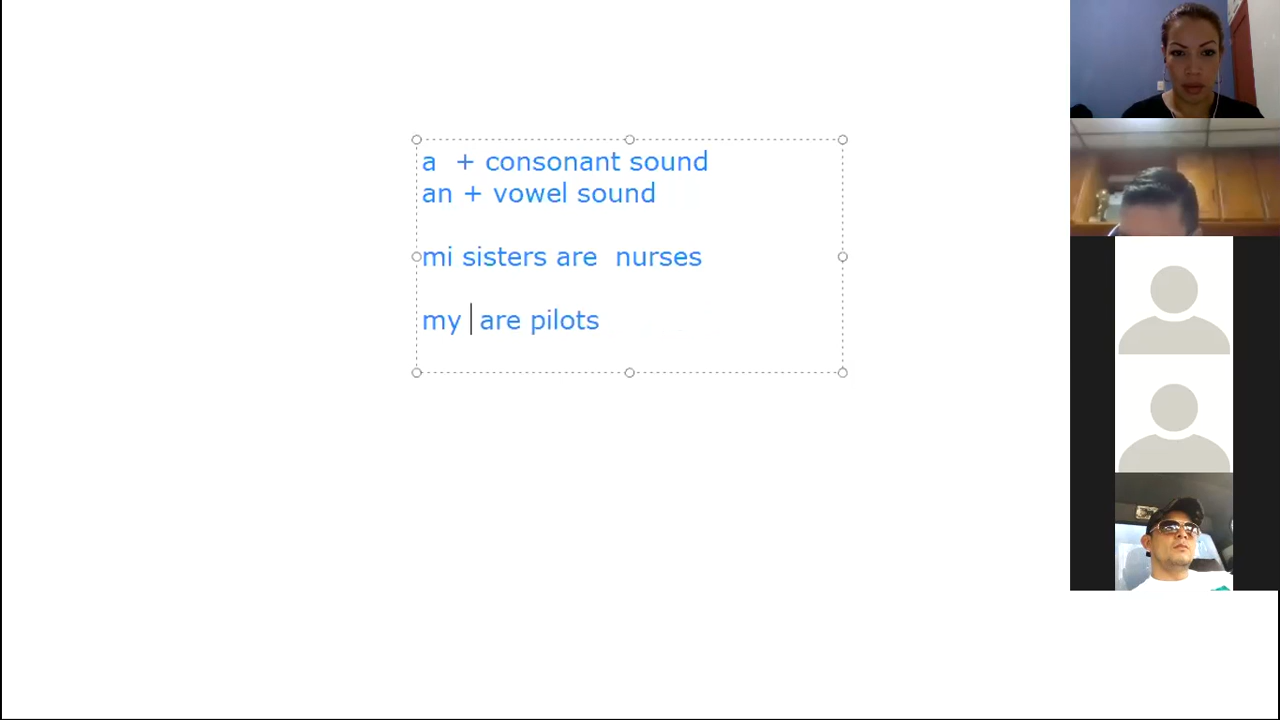 a + consonant sound
an + vowel sound
mi sisters are nurses
my are pilots